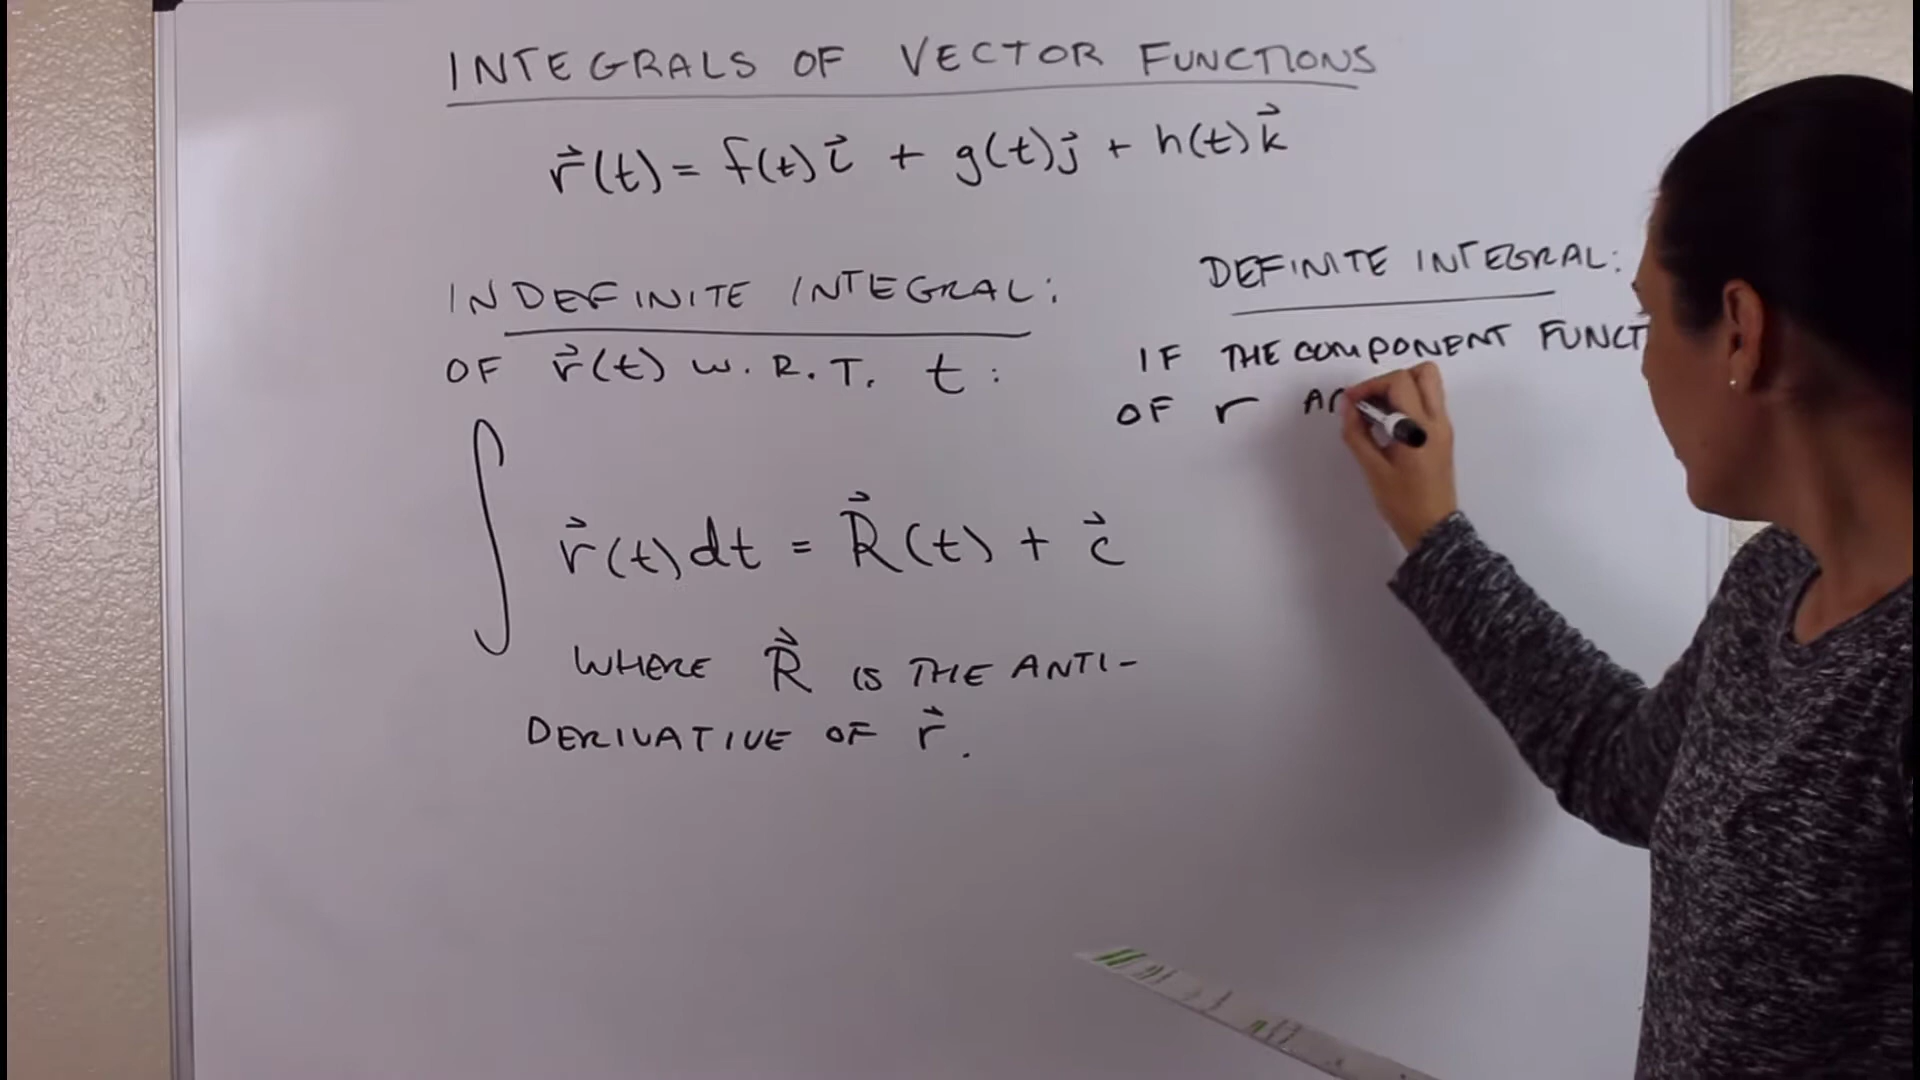 INTEGRALS OF VECTOR FUNCTIONS
r⃗(t) = f(t)i⃗ + g(t)j⃗ + h(t)k⃗
INDEFINITE INTEGRAL:
OF r⃗(t) W.R.T. t:
∫ r⃗(t)dt = R⃗(t) + c⃗
WHERE R⃗ IS THE ANTI-
DERIVATIVE OF r⃗.
DEFINITE INTEGRAL:
IF THE COMPONENT FUNCT
OF r